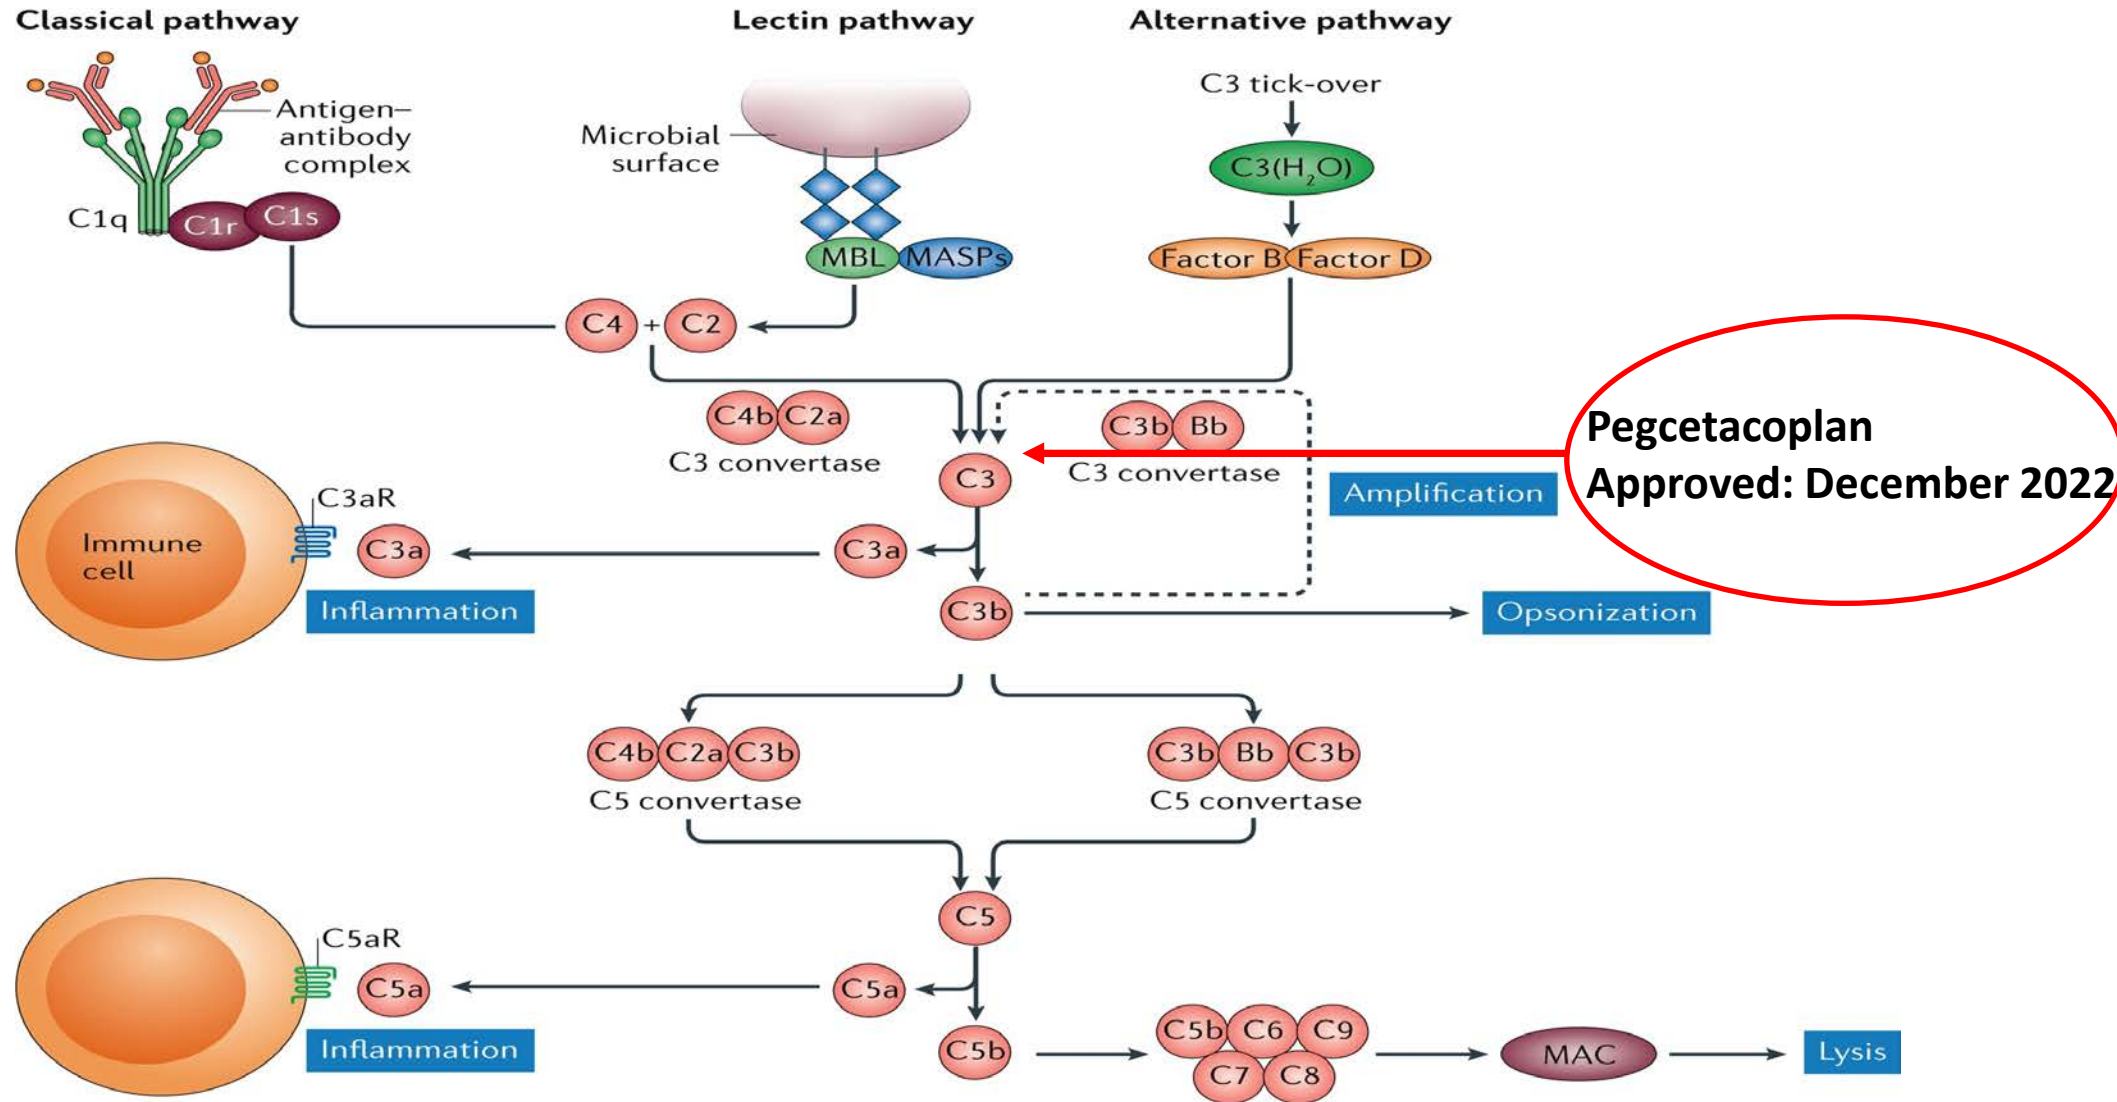 Classical pathway
Lectin pathway
Alternative pathway
Antigen–
antibody
complex
C1q
C1r
C1s
Microbial
surface
MBL
MASPs
C3 tick-over
C3(H₂O)
Factor B
Factor D
C4
+
C2
C4b
C2a
C3 convertase
C3b
Bb
C3 convertase
Pegcetacoplan
Approved: December 2022
C3
Amplification
C3aR
Immune
cell
C3a
C3a
Inflammation
C3b
Opsonization
C4b
C2a
C3b
C5 convertase
C3b
Bb
C3b
C5 convertase
C5
C5aR
C5a
C5a
Inflammation
C5b
C5b
C6
C9
C7
C8
MAC
Lysis